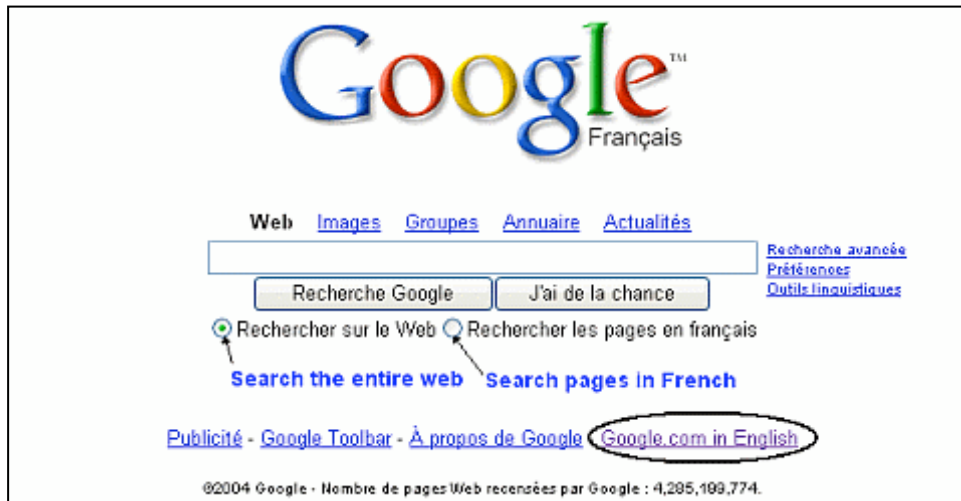 Google™
Français
Web Images Groupes Annuaire Actualités
Recherche avancée
Préférences
Outils linguistiques
Recherche Google J'ai de la chance
Rechercher sur le Web Rechercher les pages en français
Search the entire web Search pages in French
Publicité - Google Toolbar - À propos de Google Google.com in English
©2004 Google - Nombre de pages Web recensées par Google : 4,285,199,774.